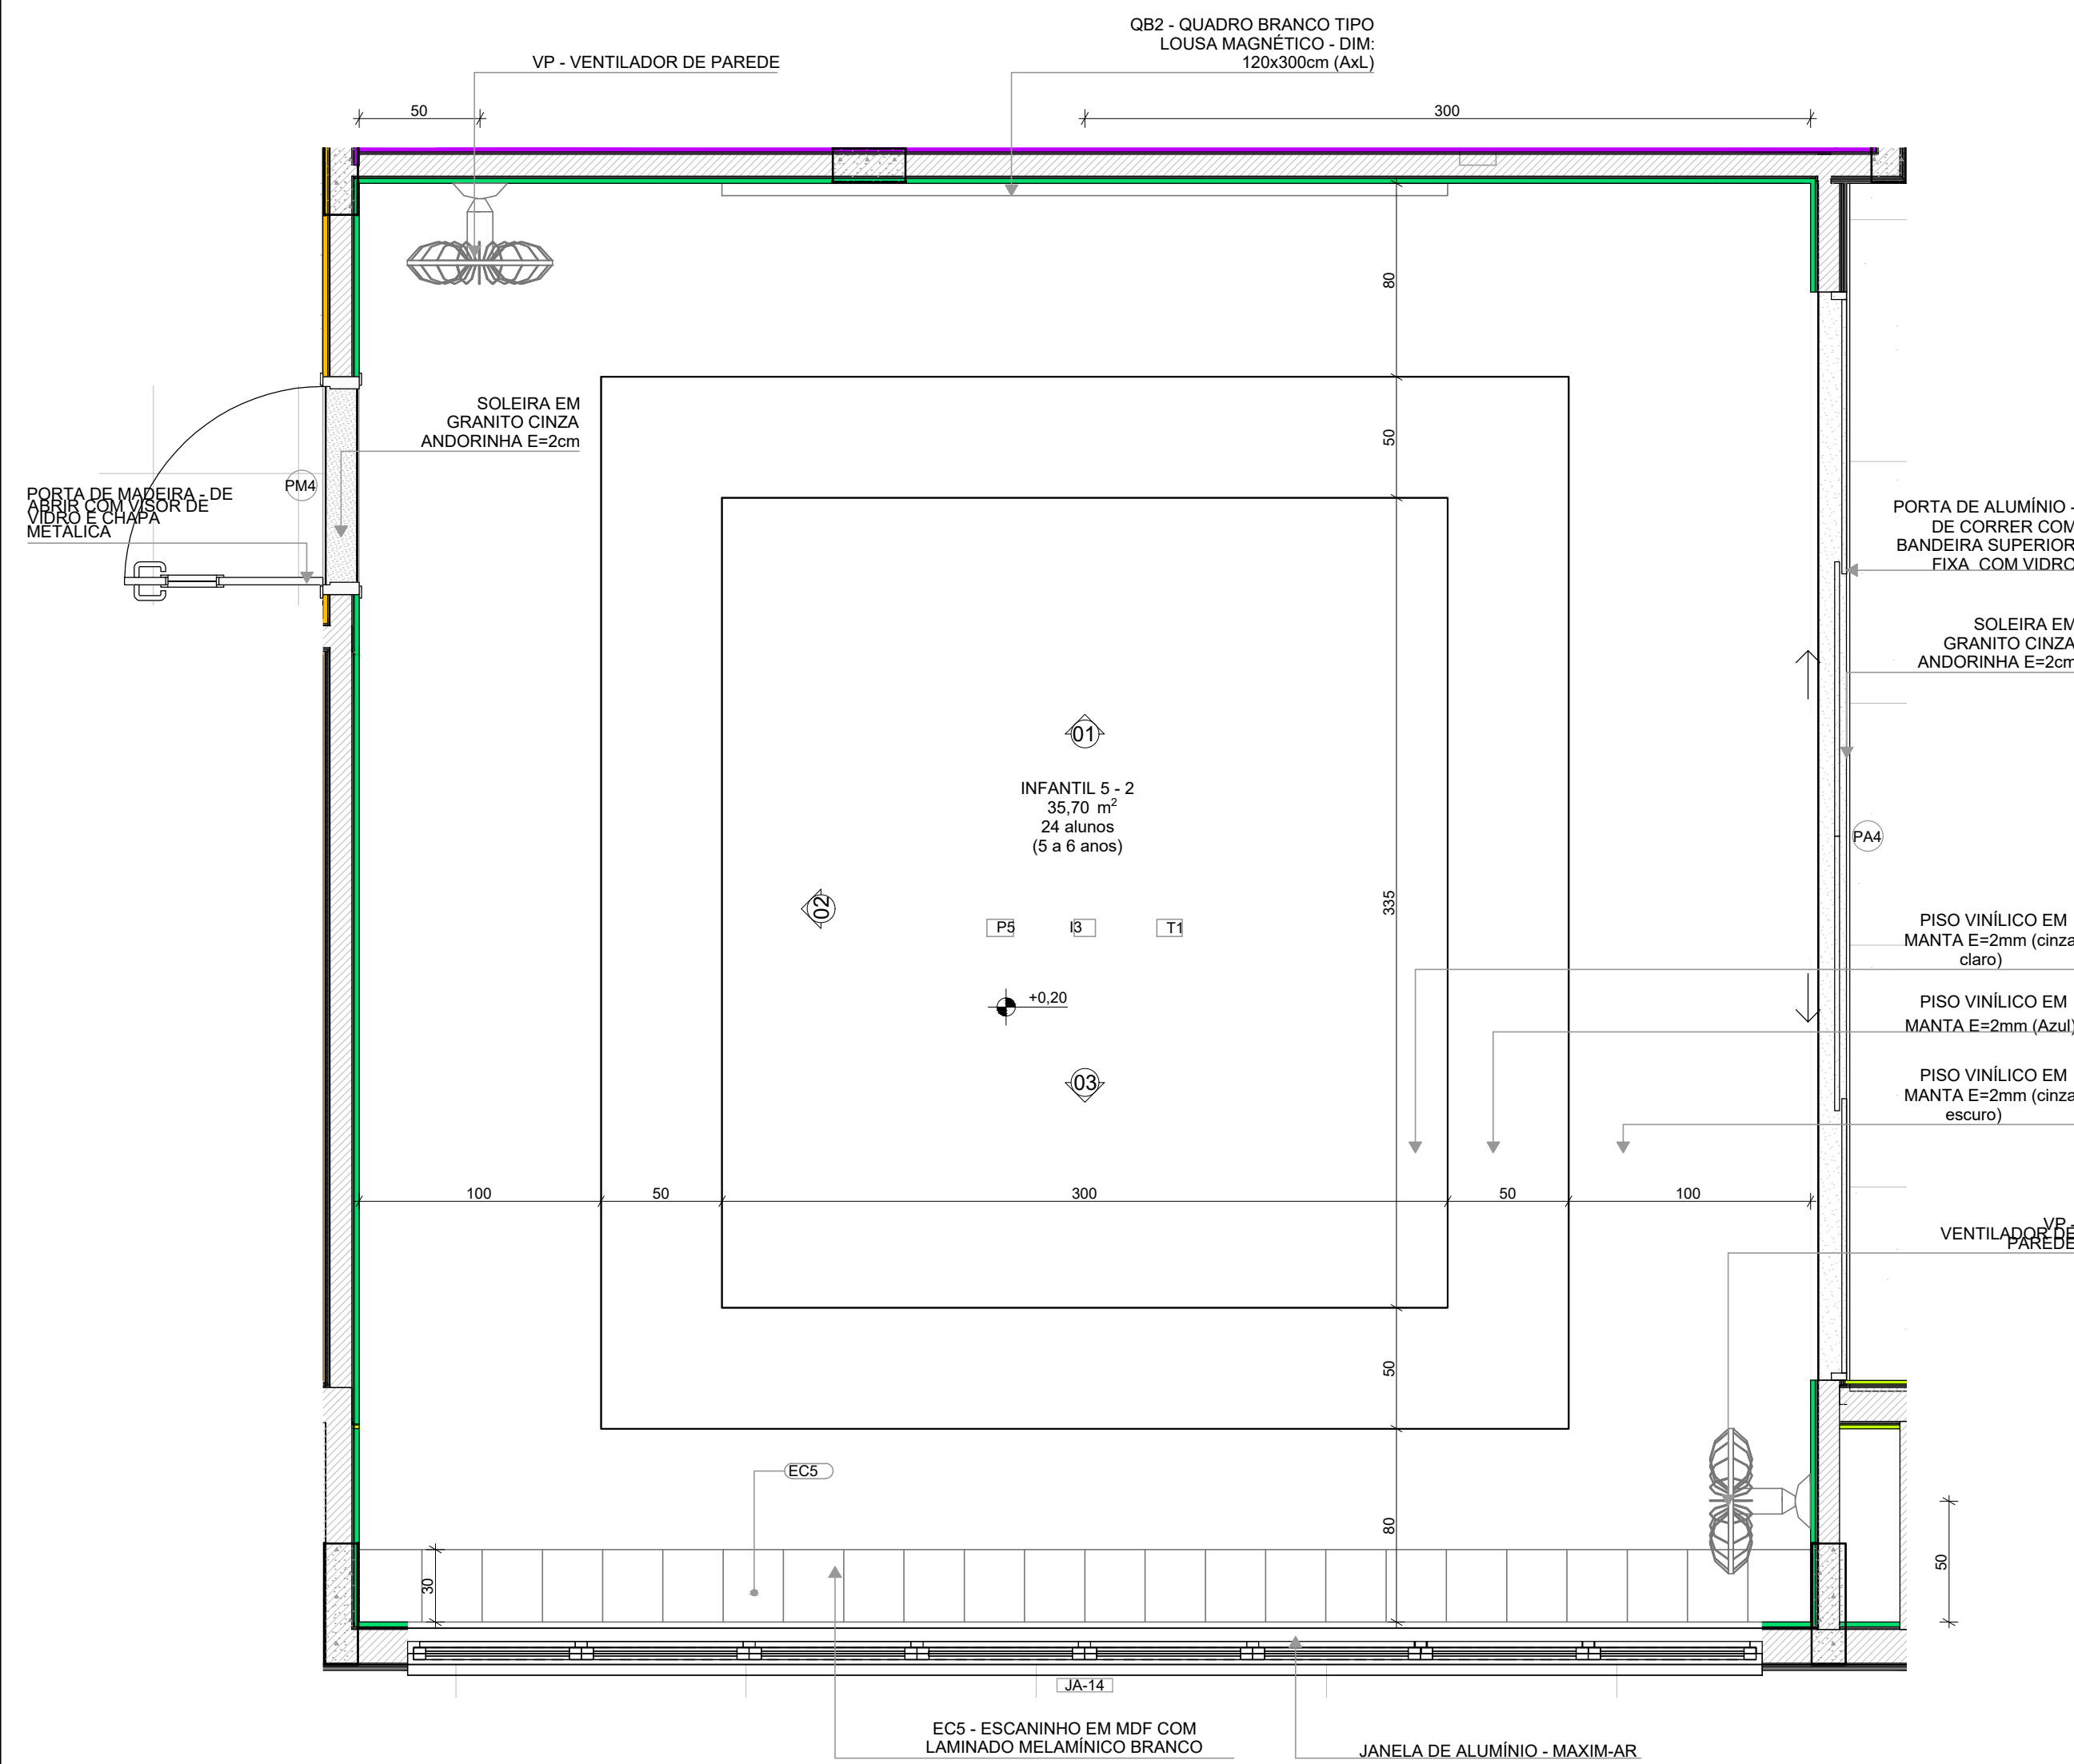 QB2 - QUADRO BRANCO TIPO
LOUSA MAGNÉTICO - DIM:
120x300cm (AxL)
VP - VENTILADOR DE PAREDE
50
300
80
SOLEIRA EM
GRANITO CINZA
ANDORINHA E=2cm
50
PM4
PORTA DE MADEIRA - DE
ABRIR COM VISOR DE
VIDRO E CHAPA
METÁLICA
PORTA DE ALUMÍNIO -
DE CORRER COM
BANDEIRA SUPERIOR
FIXA COM VIDRO
SOLEIRA EM
GRANITO CINZA
ANDORINHA E=2cm
01
INFANTIL 5 - 2
35,70 m²
24 alunos
(5 a 6 anos)
PA4
02
335
P5 I3 T1
PISO VINÍLICO EM
MANTA E=2mm (cinza
claro)
+0,20
PISO VINÍLICO EM
MANTA E=2mm (Azul)
03
PISO VINÍLICO EM
MANTA E=2mm (cinza
escuro)
100 50 300 50 100
VP -
VENTILADOR DE
PAREDE
50
EC5
80
30
50
JA-14
EC5 - ESCANINHO EM MDF COM
LAMINADO MELAMÍNICO BRANCO
JANELA DE ALUMÍNIO - MAXIM-AR